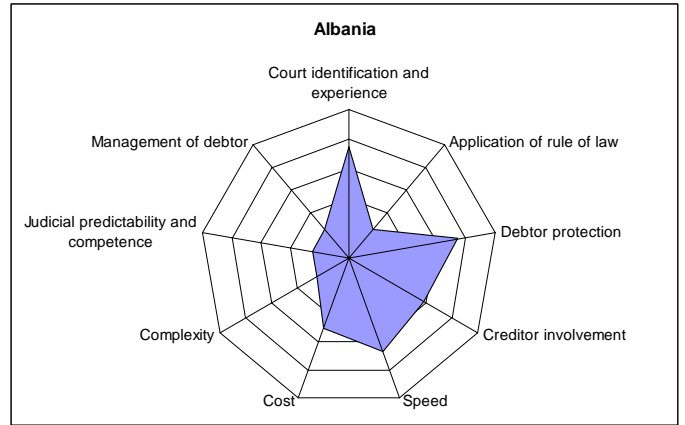 Albania
Court identification and
experience
Management of debtor
Application of rule of law
Judicial predictability and
competence
Debtor protection
Complexity
Creditor involvement
Cost
Speed